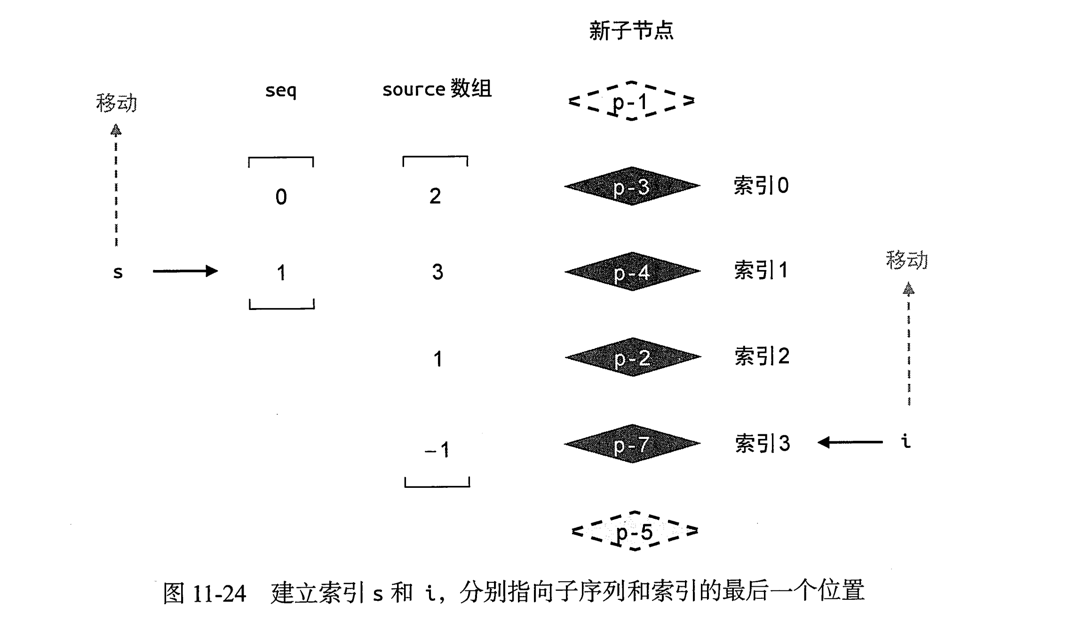 新子节点
seq source 数组 p-1
移动
0 2 p-3 索引0
s 1 3 p-4 索引1
移动
1 p-2 索引2
−1 p-7 索引3 i
p-5
图 11-24 建立索引 s 和 i，分别指向子序列和索引的最后一个位置